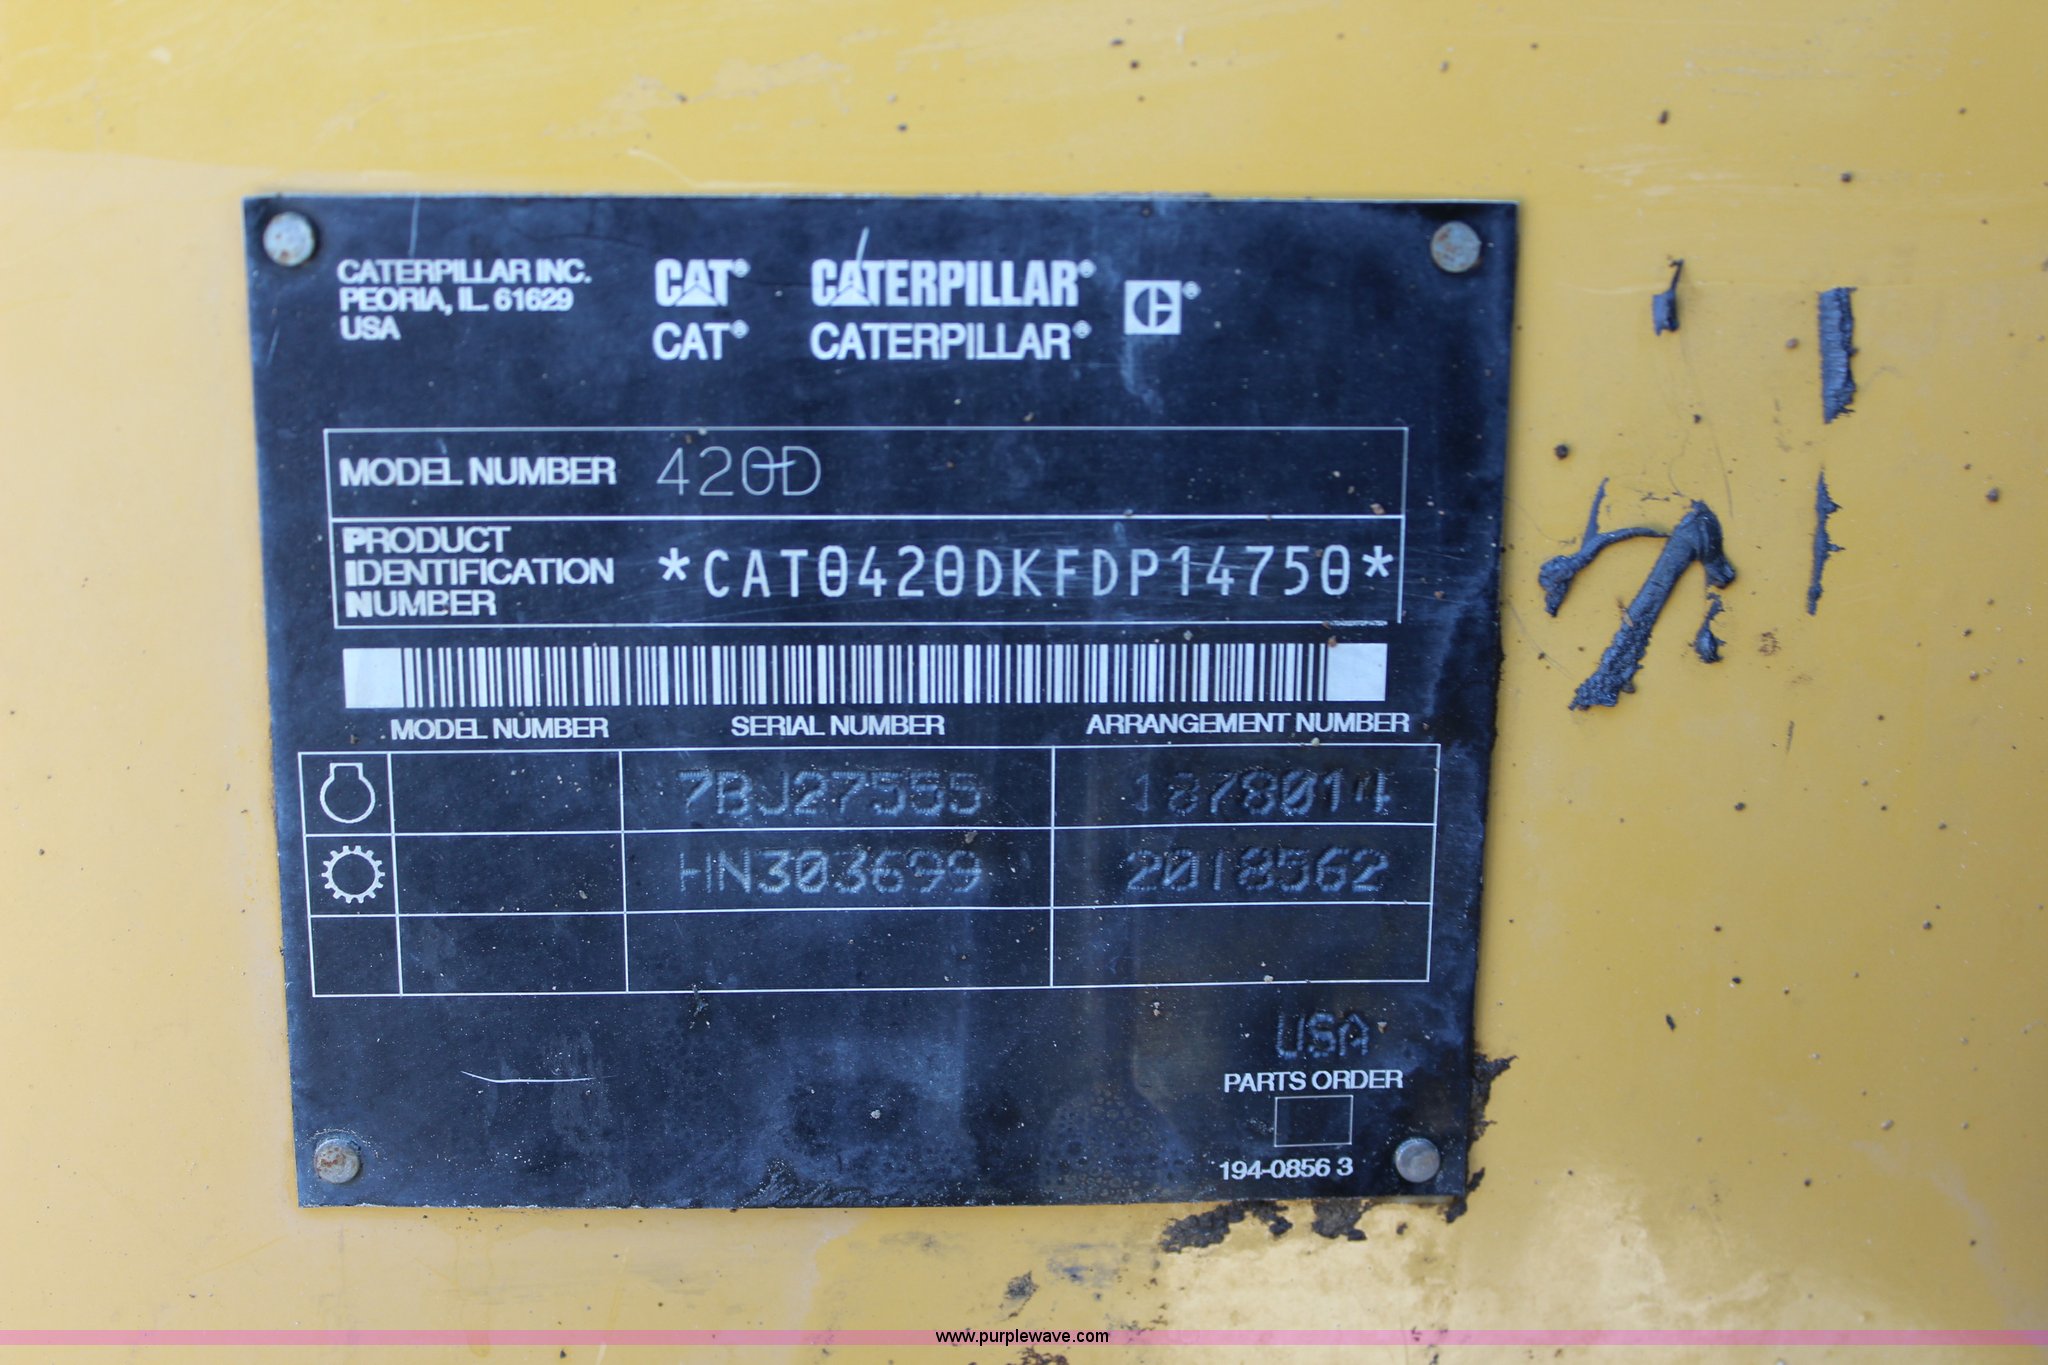 CATERPILLAR INC.
PEORIA, IL. 61629
USA
CAT® CATERPILLAR®
CAT® CATERPILLAR®
MODEL NUMBER 420D
PRODUCT
IDENTIFICATION
NUMBER
*CAT0420DKFDP14750*
MODEL NUMBER SERIAL NUMBER ARRANGEMENT NUMBER
7BJ27555 1878014
HN303699 2018562
USA
PARTS ORDER
194-0856 3
www.purplewave.com